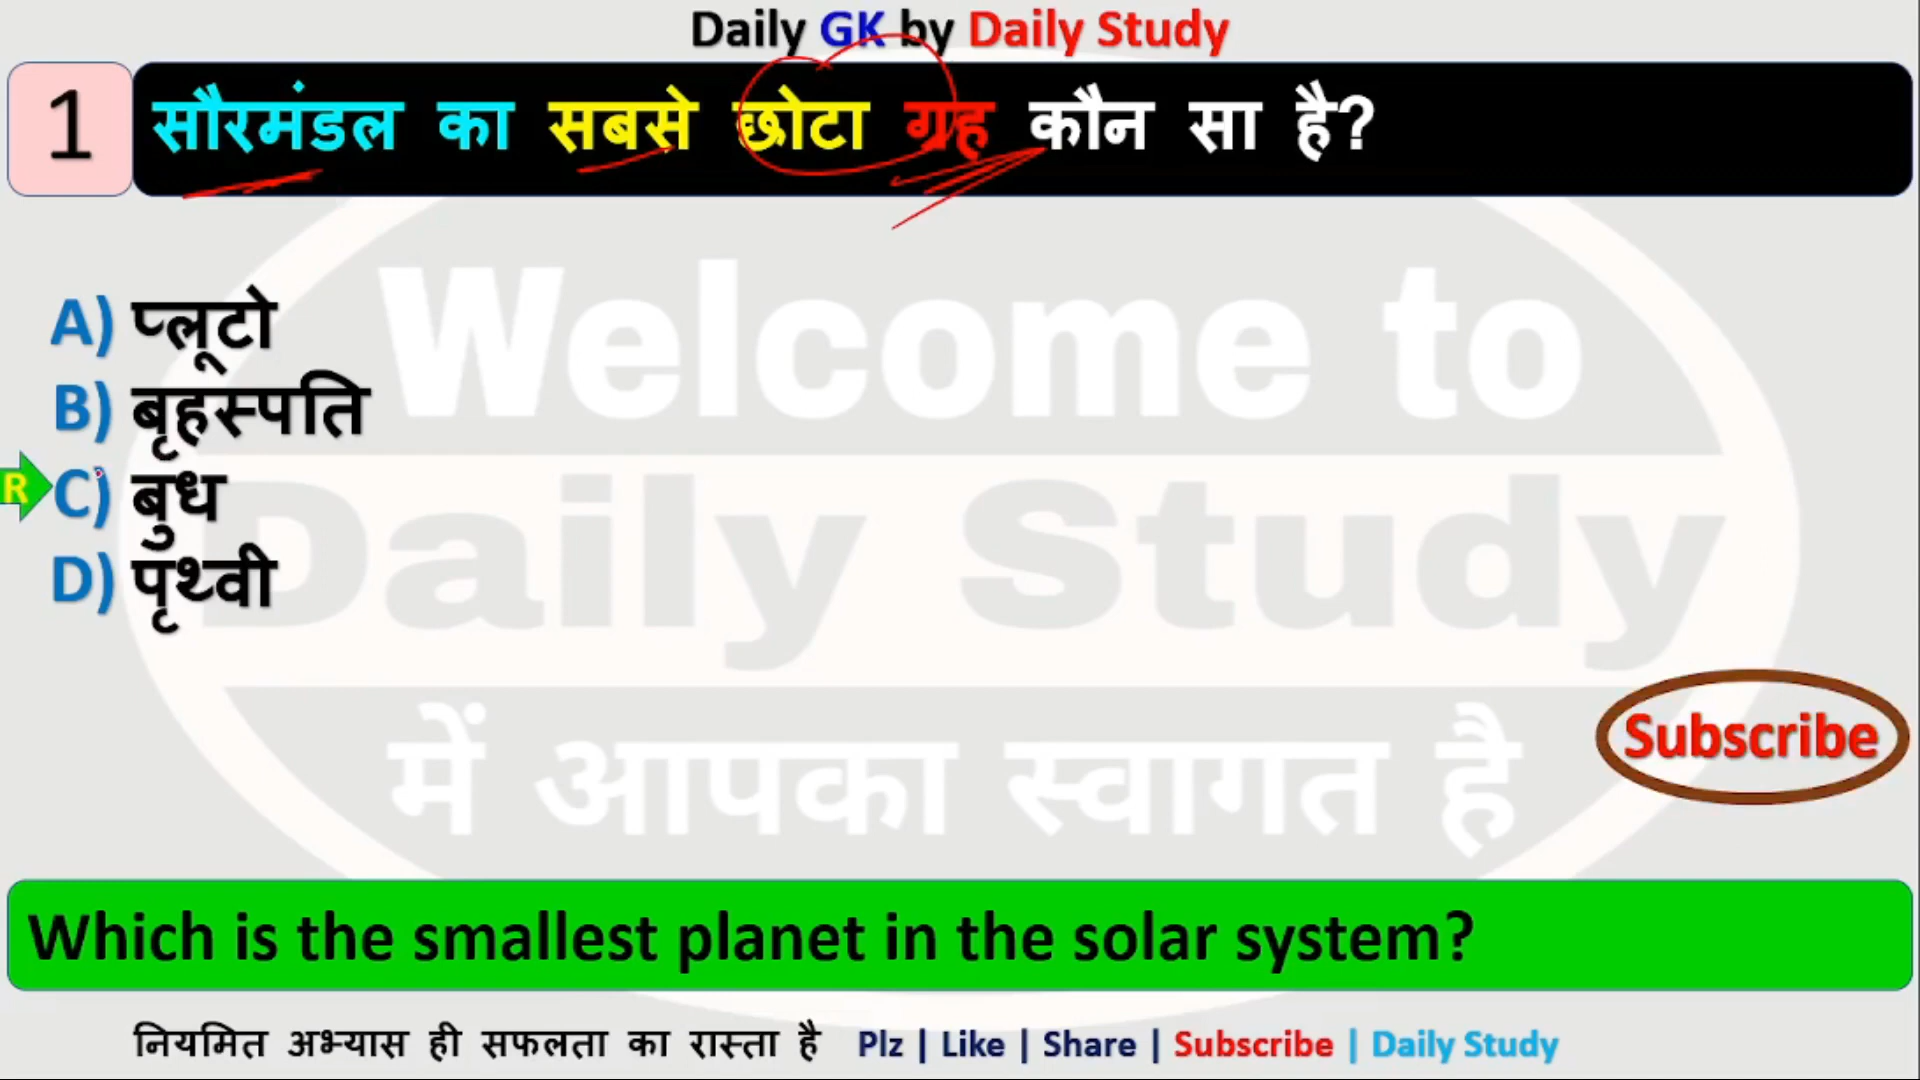 Daily GK by Daily Study
1 सौरमंडल का सबसे छोटा ग्रह कौन सा है?
Welcome to
A) प्लूटो
B) बृहस्पति
R C) बुध
Daily Study
D) पृथ्वी
Subscribe
में आपका स्वागत है
Which is the smallest planet in the solar system?
नियमित अभ्यास ही सफलता का रास्ता है Plz | Like | Share | Subscribe | Daily Study